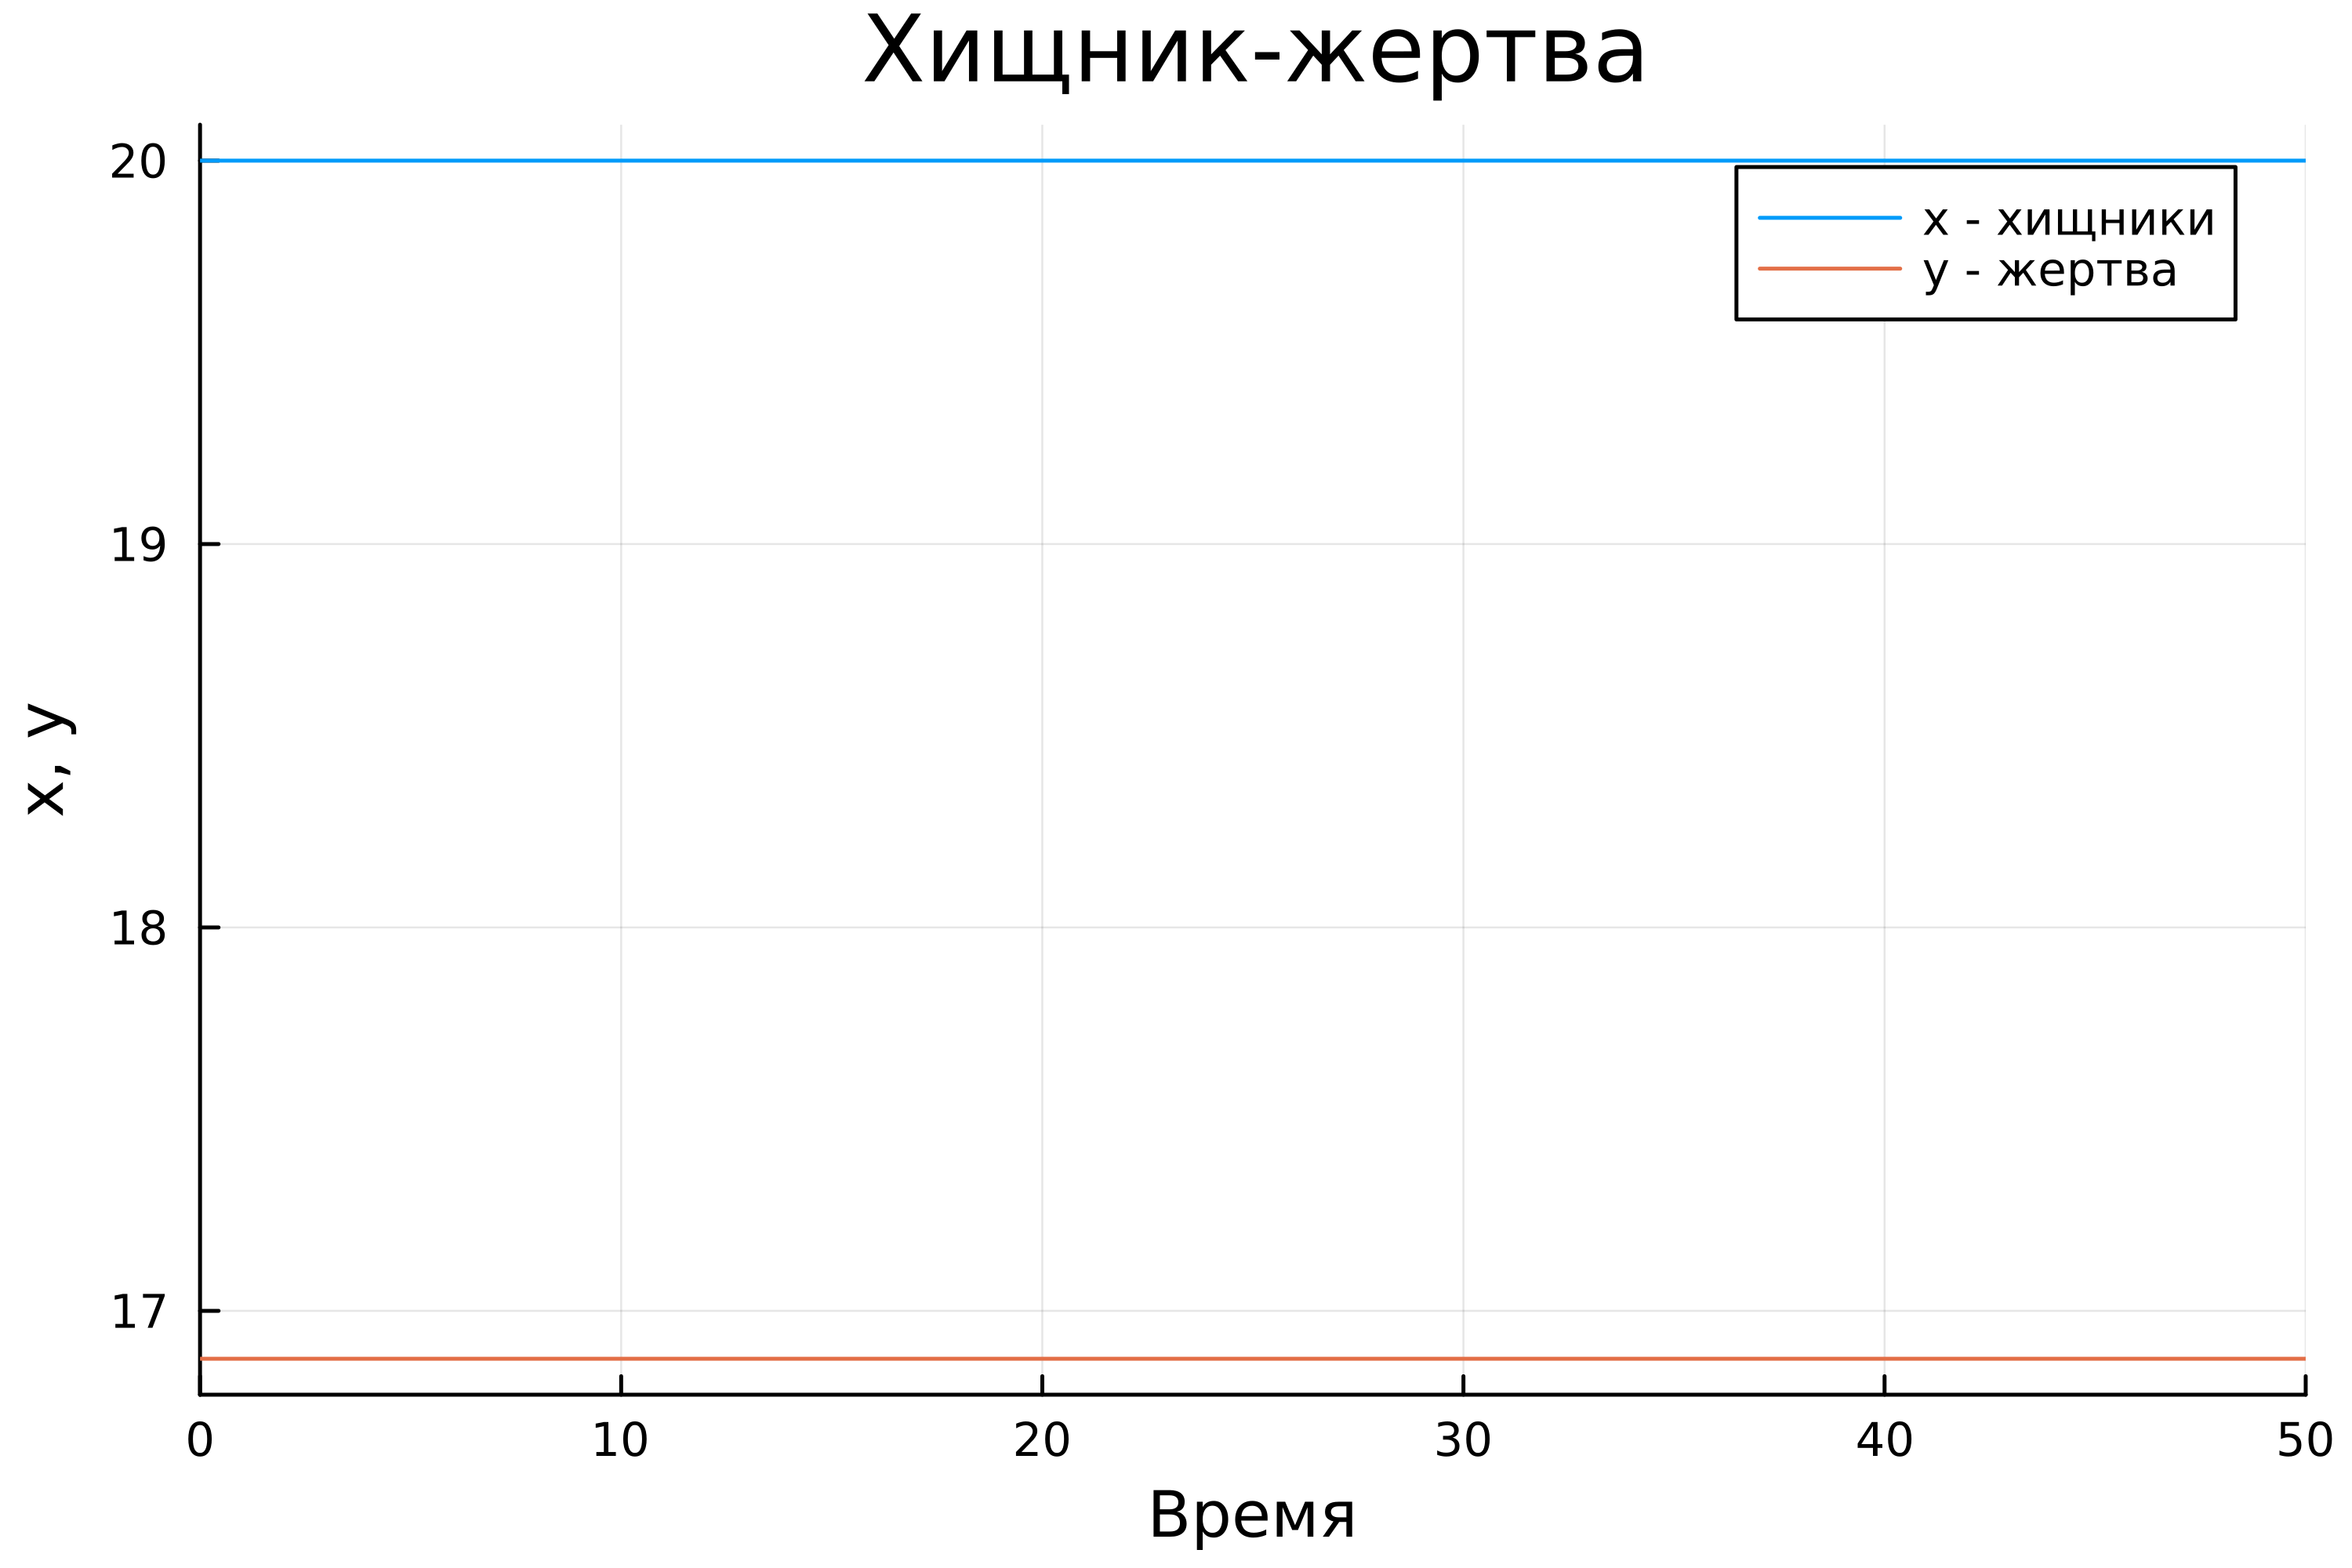 Хищник-жертва
20
х - хищники
у - жертва
19
x, y
18
17
0 10 20 30 40 50
Время